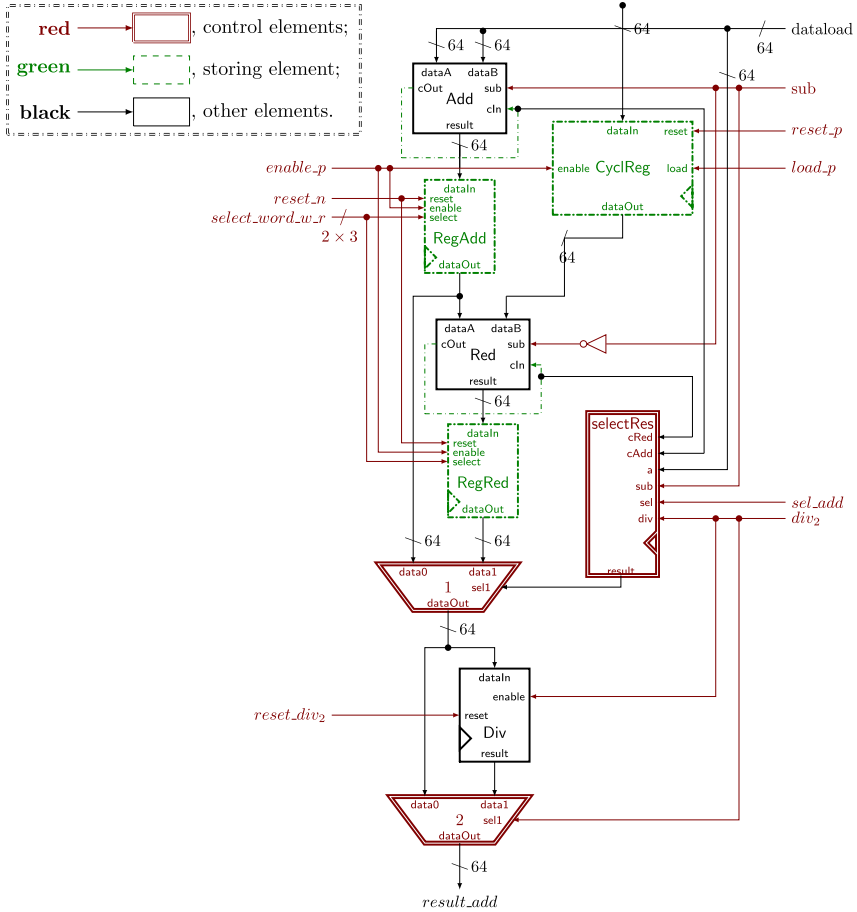 red , control elements;
green , storing element;
black , other elements.
64 64 64 64 dataload
64
dataA dataB
cOut Add sub sub
cIn
result
64
dataIn reset reset_p
enable CyclReg load load_p
dataOut
64
enable_p
reset_n
select_word_w_r
2 × 3
dataIn
reset
enable
select
RegAdd
dataOut
dataA dataB
cOut Red sub
cIn
result
64
dataIn
reset
enable
select
RegRed
dataOut
selectRes
cRed
cAdd
a
sub
sel sel_add
div div₂
result
64 64
data0 data1
1 sel1
dataOut
64
dataIn
enable
reset_div₂ reset
Div
result
data0 data1
2 sel1
dataOut
64
result_add